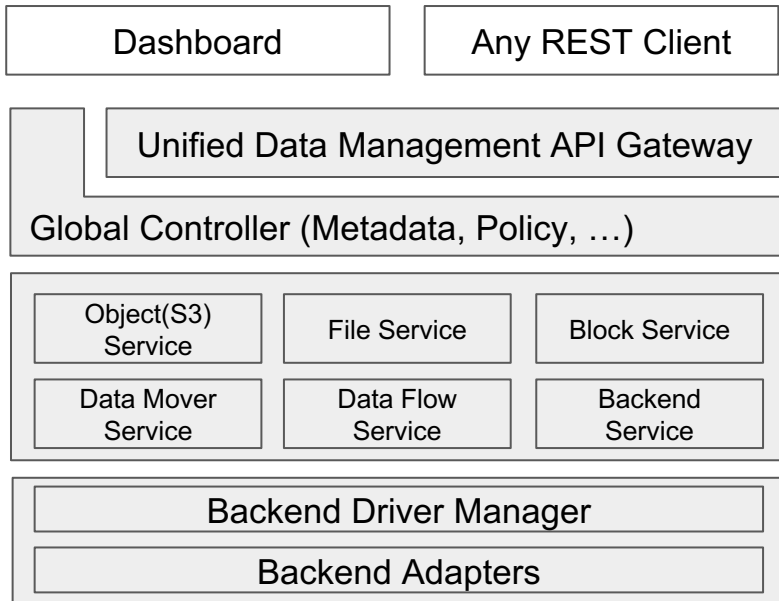 Dashboard
Any REST Client
Unified Data Management API Gateway
Global Controller (Metadata, Policy, …)
Object(S3)
Service
File Service
Block Service
Data Mover
Service
Data Flow
Service
Backend
Service
Backend Driver Manager
Backend Adapters